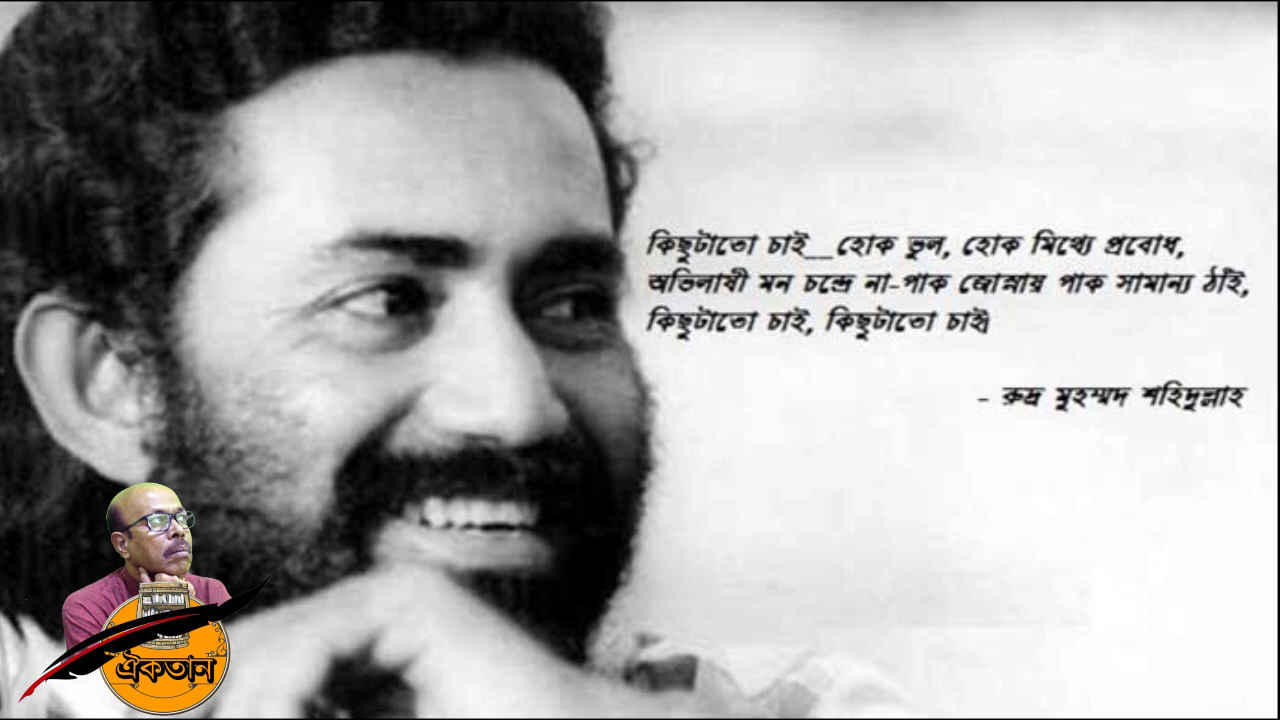 কিছুটাতো চাই__হোক ভুল, হোক মিথ্যে প্রবোধ,
অভিলাষী মন চন্দ্রে না-পাক জোস্নায় পাক সামান্য ঠাঁই,
কিছুটাতো চাই, কিছুটাতো চাই।
- রুদ্র মুহম্মদ শহিদুল্লাহ
ঐকতান